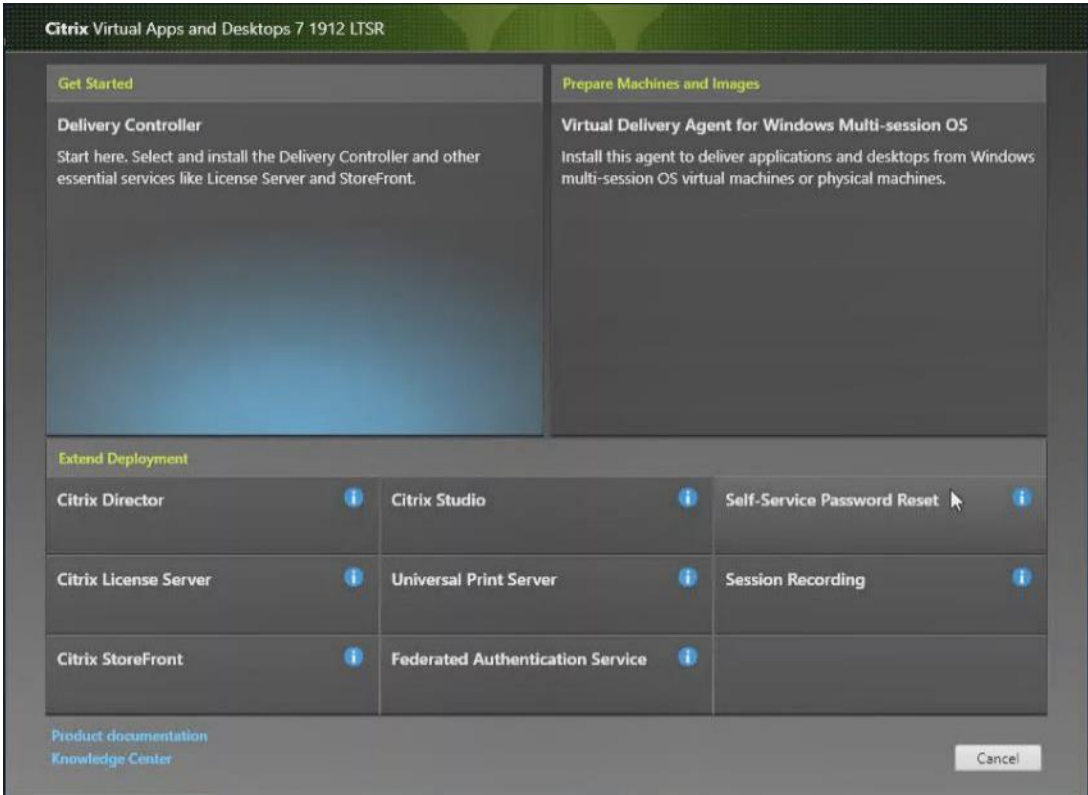 Citrix Virtual Apps and Desktops 7 1912 LTSR
Get Started
Delivery Controller
Start here. Select and install the Delivery Controller and other
essential services like License Server and StoreFront.
Prepare Machines and Images
Virtual Delivery Agent for Windows Multi-session OS
Install this agent to deliver applications and desktops from Windows
multi-session OS virtual machines or physical machines.
Extend Deployment
Citrix Director
Citrix Studio
Self-Service Password Reset
Citrix License Server
Universal Print Server
Session Recording
Citrix StoreFront
Federated Authentication Service
Product documentation
Knowledge Center
Cancel